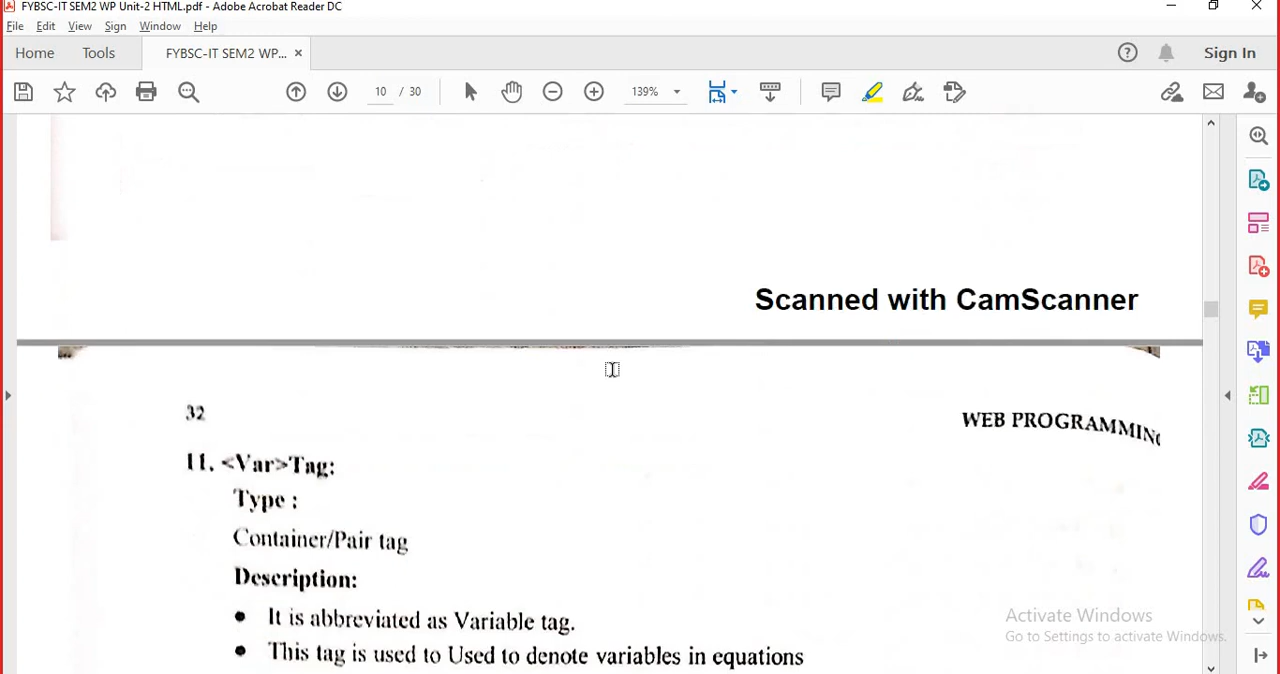 FYBSC-IT SEM2 WP Unit-2 HTML.pdf - Adobe Acrobat Reader DC
File Edit View Sign Window Help
Home Tools FYBSC-IT SEM2 WP... × Sign In
10 / 30 139%
Scanned with CamScanner
32 WEB PROGRAMMING
11. <Var>Tag:
Type :
Container/Pair tag
Description:
• It is abbreviated as Variable tag.
• This tag is used to Used to denote variables in equations
Activate Windows
Go to Settings to activate Windows.